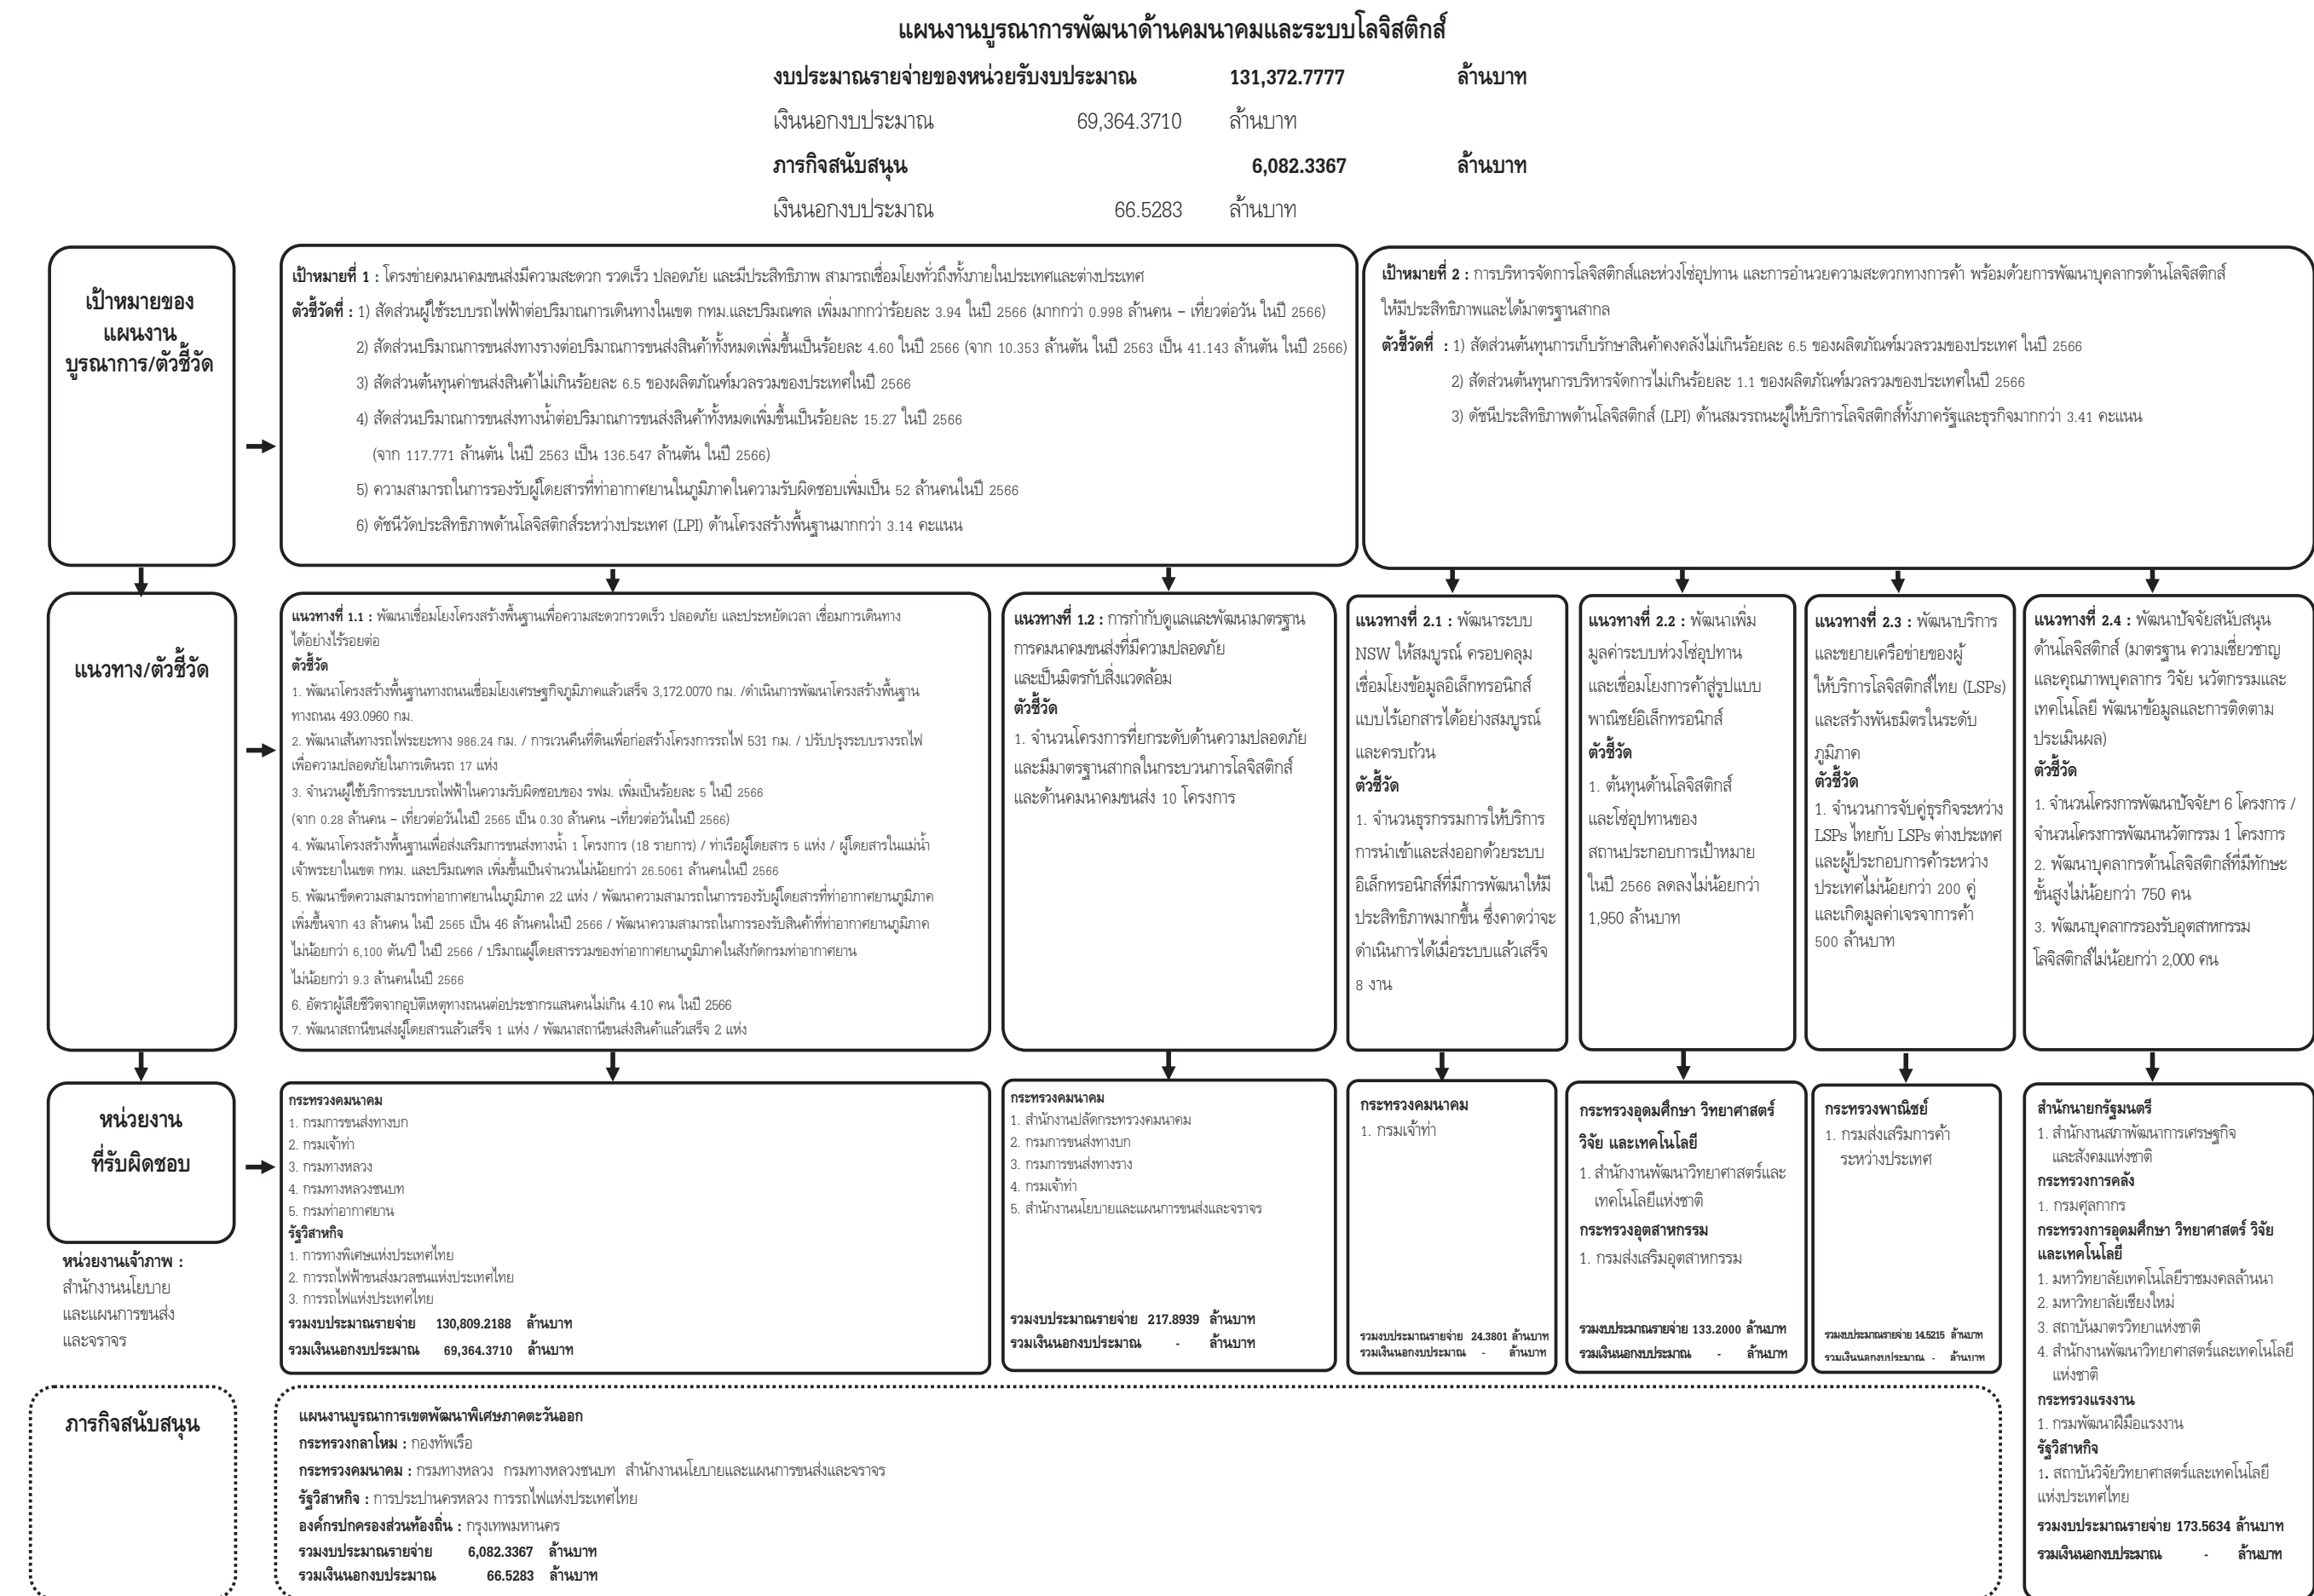 แผนงานบูรณาการพัฒนาด้านคมนาคมและระบบโลจิสติกส์
งบประมาณรายจ่ายของหน่วยรับงบประมาณ 131,372.7777 ล้านบาท
เงินนอกงบประมาณ 69,364.3710 ล้านบาท
ภารกิจสนับสนุน 6,082.3367 ล้านบาท
เงินนอกงบประมาณ 66.5283 ล้านบาท
เป้าหมายของ
แผนงาน
บูรณาการ/ตัวชี้วัด
เป้าหมายที่ 1 : โครงข่ายคมนาคมขนส่งมีความสะดวก รวดเร็ว ปลอดภัย และมีประสิทธิภาพ สามารถเชื่อมโยงทั่วถึงทั้งภายในประเทศและต่างประเทศ
ตัวชี้วัดที่ : 1) สัดส่วนผู้ใช้ระบบรถไฟฟ้าต่อปริมาณการเดินทางในเขต กทม.และปริมณฑล เพิ่มมากกว่าร้อยละ 3.94 ในปี 2566 (มากกว่า 0.998 ล้านคน – เที่ยวต่อวัน ในปี 2566)
2) สัดส่วนปริมาณการขนส่งทางรางต่อปริมาณการขนส่งสินค้าทั้งหมดเพิ่มขึ้นเป็นร้อยละ 4.60 ในปี 2566 (จาก 10.353 ล้านตัน ในปี 2563 เป็น 41.143 ล้านตัน ในปี 2566)
3) สัดส่วนต้นทุนค่าขนส่งสินค้าไม่เกินร้อยละ 6.5 ของผลิตภัณฑ์มวลรวมของประเทศในปี 2566
4) สัดส่วนปริมาณการขนส่งทางน้ำต่อปริมาณการขนส่งสินค้าทั้งหมดเพิ่มขึ้นเป็นร้อยละ 15.27 ในปี 2566
(จาก 117.771 ล้านตัน ในปี 2563 เป็น 136.547 ล้านตัน ในปี 2566)
5) ความสามารถในการรองรับผู้โดยสารที่ท่าอากาศยานในภูมิภาคในความรับผิดชอบเพิ่มเป็น 52 ล้านคนในปี 2566
6) ดัชนีวัดประสิทธิภาพด้านโลจิสติกส์ระหว่างประเทศ (LPI) ด้านโครงสร้างพื้นฐานมากกว่า 3.14 คะแนน
เป้าหมายที่ 2 : การบริหารจัดการโลจิสติกส์และห่วงโซ่อุปทาน และการอำนวยความสะดวกทางการค้า พร้อมด้วยการพัฒนาบุคลากรด้านโลจิสติกส์
ให้มีประสิทธิภาพและได้มาตรฐานสากล
ตัวชี้วัดที่ : 1) สัดส่วนต้นทุนการเก็บรักษาสินค้าคงคลังไม่เกินร้อยละ 6.5 ของผลิตภัณฑ์มวลรวมของประเทศ ในปี 2566
2) สัดส่วนต้นทุนการบริหารจัดการไม่เกินร้อยละ 1.1 ของผลิตภัณฑ์มวลรวมของประเทศในปี 2566
3) ดัชนีประสิทธิภาพด้านโลจิสติกส์ (LPI) ด้านสมรรถนะผู้ให้บริการโลจิสติกส์ทั้งภาครัฐและธุรกิจมากกว่า 3.41 คะแนน
แนวทาง/ตัวชี้วัด
แนวทางที่ 1.1 : พัฒนาเชื่อมโยงโครงสร้างพื้นฐานเพื่อความสะดวกรวดเร็ว ปลอดภัย และประหยัดเวลา เชื่อมการเดินทาง
ได้อย่างไร้รอยต่อ
ตัวชี้วัด
1. พัฒนาโครงสร้างพื้นฐานทางถนนเชื่อมโยงเศรษฐกิจภูมิภาคแล้วเสร็จ 3,172.0070 กม. /ดำเนินการพัฒนาโครงสร้างพื้นฐาน
ทางถนน 493.0960 กม.
2. พัฒนาเส้นทางรถไฟระยะทาง 986.24 กม. / การเวนคืนที่ดินเพื่อก่อสร้างโครงการรถไฟ 531 กม. / ปรับปรุงระบบรางรถไฟ
เพื่อความปลอดภัยในการเดินรถ 17 แห่ง
3. จำนวนผู้ใช้บริการระบบรถไฟฟ้าในความรับผิดชอบของ รฟม. เพิ่มเป็นร้อยละ 5 ในปี 2566
(จาก 0.28 ล้านคน – เที่ยวต่อวันในปี 2565 เป็น 0.30 ล้านคน –เที่ยวต่อวันในปี 2566)
4. พัฒนาโครงสร้างพื้นฐานเพื่อส่งเสริมการขนส่งทางน้ำ 1 โครงการ (18 รายการ) / ท่าเรือผู้โดยสาร 5 แห่ง / ผู้โดยสารในแม่น้ำ
เจ้าพระยาในเขต กทม. และปริมณฑล เพิ่มขึ้นเป็นจำนวนไม่น้อยกว่า 26.5061 ล้านคนในปี 2566
5. พัฒนาขีดความสามารถท่าอากาศยานในภูมิภาค 22 แห่ง / พัฒนาความสามารถในการรองรับผู้โดยสารที่ท่าอากาศยานภูมิภาค
เพิ่มขึ้นจาก 43 ล้านคน ในปี 2565 เป็น 46 ล้านคนในปี 2566 / พัฒนาความสามารถในการรองรับสินค้าที่ท่าอากาศยานภูมิภาค
ไม่น้อยกว่า 6,100 ตัน/ปี ในปี 2566 / ปริมาณผู้โดยสารรวมของท่าอากาศยานภูมิภาคในสังกัดกรมท่าอากาศยาน
ไม่น้อยกว่า 9.3 ล้านคนในปี 2566
6. อัตราผู้เสียชีวิตจากอุบัติเหตุทางถนนต่อประชากรแสนคนไม่เกิน 4.10 คน ในปี 2566
7. พัฒนาสถานีขนส่งผู้โดยสารแล้วเสร็จ 1 แห่ง / พัฒนาสถานีขนส่งสินค้าแล้วเสร็จ 2 แห่ง
แนวทางที่ 1.2 : การกำกับดูแลและพัฒนามาตรฐาน
การคมนาคมขนส่งที่มีความปลอดภัย
และเป็นมิตรกับสิ่งแวดล้อม
ตัวชี้วัด
1. จำนวนโครงการที่ยกระดับด้านความปลอดภัย
และมีมาตรฐานสากลในกระบวนการโลจิสติกส์
และด้านคมนาคมขนส่ง 10 โครงการ
แนวทางที่ 2.1 : พัฒนาระบบ
NSW ให้สมบูรณ์ ครอบคลุม
เชื่อมโยงข้อมูลอิเล็กทรอนิกส์
แบบไร้เอกสารได้อย่างสมบูรณ์
และครบถ้วน
ตัวชี้วัด
1. จำนวนธุรกรรมการให้บริการ
การนำเข้าและส่งออกด้วยระบบ
อิเล็กทรอนิกส์ที่มีการพัฒนาให้มี
ประสิทธิภาพมากขึ้น ซึ่งคาดว่าจะ
ดำเนินการได้เมื่อระบบแล้วเสร็จ
8 งาน
แนวทางที่ 2.2 : พัฒนาเพิ่ม
มูลค่าระบบห่วงโซ่อุปทาน
และเชื่อมโยงการค้าสู่รูปแบบ
พาณิชย์อิเล็กทรอนิกส์
ตัวชี้วัด
1. ต้นทุนด้านโลจิสติกส์
และโซ่อุปทานของ
สถานประกอบการเป้าหมาย
ในปี 2566 ลดลงไม่น้อยกว่า
1,950 ล้านบาท
แนวทางที่ 2.3 : พัฒนาบริการ
และขยายเครือข่ายของผู้
ให้บริการโลจิสติกส์ไทย (LSPs)
และสร้างพันธมิตรในระดับ
ภูมิภาค
ตัวชี้วัด
1. จำนวนการจับคู่ธุรกิจระหว่าง
LSPs ไทยกับ LSPs ต่างประเทศ
และผู้ประกอบการค้าระหว่าง
ประเทศไม่น้อยกว่า 200 คู่
และเกิดมูลค่าเจรจาการค้า
500 ล้านบาท
แนวทางที่ 2.4 : พัฒนาปัจจัยสนับสนุน
ด้านโลจิสติกส์ (มาตรฐาน ความเชี่ยวชาญ
และคุณภาพบุคลากร วิจัย นวัตกรรมและ
เทคโนโลยี พัฒนาข้อมูลและการติดตาม
ประเมินผล)
ตัวชี้วัด
1. จำนวนโครงการพัฒนาปัจจัยฯ 6 โครงการ /
จำนวนโครงการพัฒนานวัตกรรม 1 โครงการ
2. พัฒนาบุคลากรด้านโลจิสติกส์ที่มีทักษะ
ขั้นสูงไม่น้อยกว่า 750 คน
3. พัฒนาบุคลากรรองรับอุตสาหกรรม
โลจิสติกส์ไม่น้อยกว่า 2,000 คน
หน่วยงาน
ที่รับผิดชอบ
หน่วยงานเจ้าภาพ :
สำนักงานนโยบาย
และแผนการขนส่ง
และจราจร
กระทรวงคมนาคม
1. กรมการขนส่งทางบก
2. กรมเจ้าท่า
3. กรมทางหลวง
4. กรมทางหลวงชนบท
5. กรมท่าอากาศยาน
รัฐวิสาหกิจ
1. การทางพิเศษแห่งประเทศไทย
2. การรถไฟฟ้าขนส่งมวลชนแห่งประเทศไทย
3. การรถไฟแห่งประเทศไทย
รวมงบประมาณรายจ่าย 130,809.2188 ล้านบาท
รวมเงินนอกงบประมาณ 69,364.3710 ล้านบาท
กระทรวงคมนาคม
1. สำนักงานปลัดกระทรวงคมนาคม
2. กรมการขนส่งทางบก
3. กรมการขนส่งทางราง
4. กรมเจ้าท่า
5. สำนักงานนโยบายและแผนการขนส่งและจราจร
รวมงบประมาณรายจ่าย 217.8939 ล้านบาท
รวมเงินนอกงบประมาณ - ล้านบาท
กระทรวงคมนาคม
1. กรมเจ้าท่า
รวมงบประมาณรายจ่าย 24.3801 ล้านบาท
รวมเงินนอกงบประมาณ - ล้านบาท
กระทรวงอุดมศึกษา วิทยาศาสตร์
วิจัย และเทคโนโลยี
1. สำนักงานพัฒนาวิทยาศาสตร์และ
เทคโนโลยีแห่งชาติ
กระทรวงอุตสาหกรรม
1. กรมส่งเสริมอุตสาหกรรม
รวมงบประมาณรายจ่าย 133.2000 ล้านบาท
รวมเงินนอกงบประมาณ - ล้านบาท
กระทรวงพาณิชย์
1. กรมส่งเสริมการค้า
ระหว่างประเทศ
รวมงบประมาณรายจ่าย 14.5215 ล้านบาท
รวมเงินนอกงบประมาณ - ล้านบาท
สำนักนายกรัฐมนตรี
1. สำนักงานสภาพัฒนาการเศรษฐกิจ
และสังคมแห่งชาติ
กระทรวงการคลัง
1. กรมศุลกากร
กระทรวงการอุดมศึกษา วิทยาศาสตร์ วิจัย
และเทคโนโลยี
1. มหาวิทยาลัยเทคโนโลยีราชมงคลล้านนา
2. มหาวิทยาลัยเชียงใหม่
3. สถาบันมาตรวิทยาแห่งชาติ
4. สำนักงานพัฒนาวิทยาศาสตร์และเทคโนโลยี
แห่งชาติ
กระทรวงแรงงาน
1. กรมพัฒนาฝีมือแรงงาน
รัฐวิสาหกิจ
1. สถาบันวิจัยวิทยาศาสตร์และเทคโนโลยี
แห่งประเทศไทย
รวมงบประมาณรายจ่าย 173.5634 ล้านบาท
รวมเงินนอกงบประมาณ - ล้านบาท
ภารกิจสนับสนุน
แผนงานบูรณาการเขตพัฒนาพิเศษภาคตะวันออก
กระทรวงกลาโหม : กองทัพเรือ
กระทรวงคมนาคม : กรมทางหลวง กรมทางหลวงชนบท สำนักงานนโยบายและแผนการขนส่งและจราจร
รัฐวิสาหกิจ : การประปานครหลวง การรถไฟแห่งประเทศไทย
องค์กรปกครองส่วนท้องถิ่น : กรุงเทพมหานคร
รวมงบประมาณรายจ่าย 6,082.3367 ล้านบาท
รวมเงินนอกงบประมาณ 66.5283 ล้านบาท